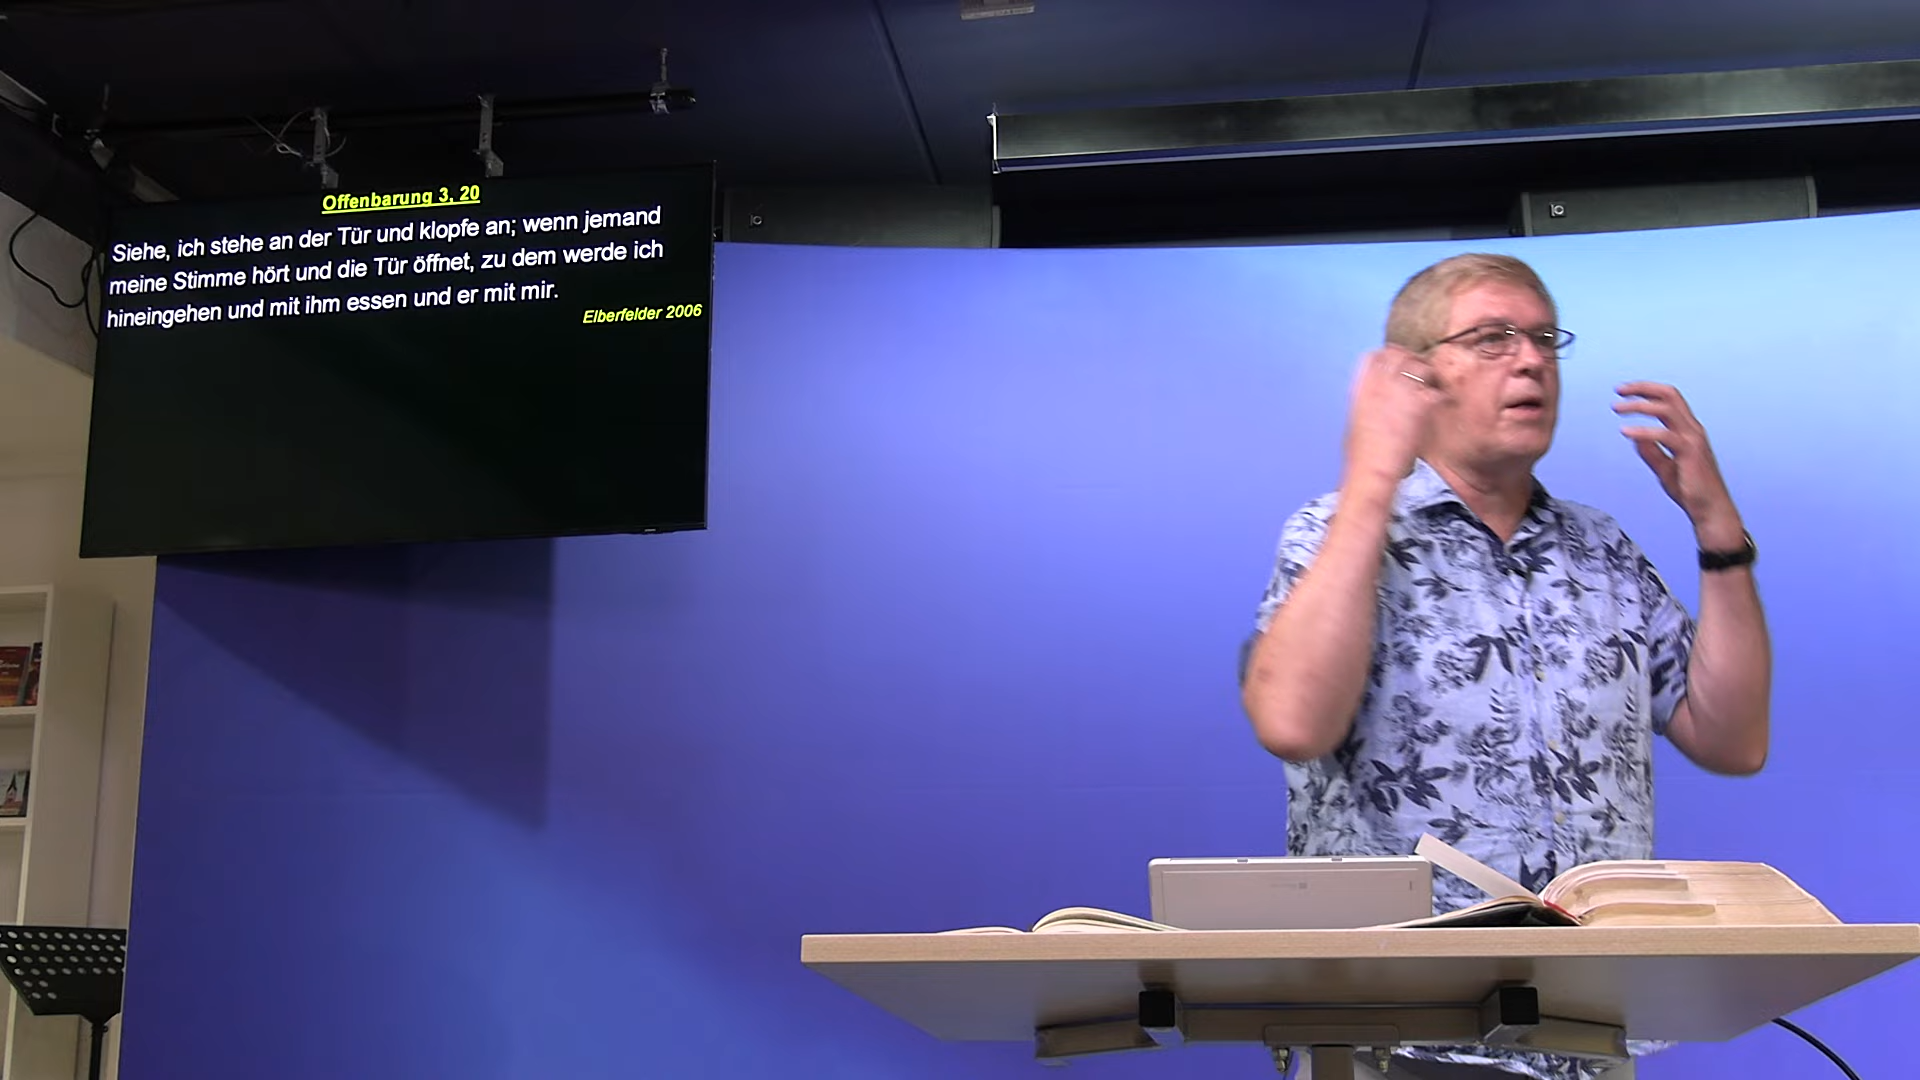 Offenbarung 3, 20
Siehe, ich stehe an der Tür und klopfe an; wenn jemand
meine Stimme hört und die Tür öffnet, zu dem werde ich
hineingehen und mit ihm essen und er mit mir.
Elberfelder 2006